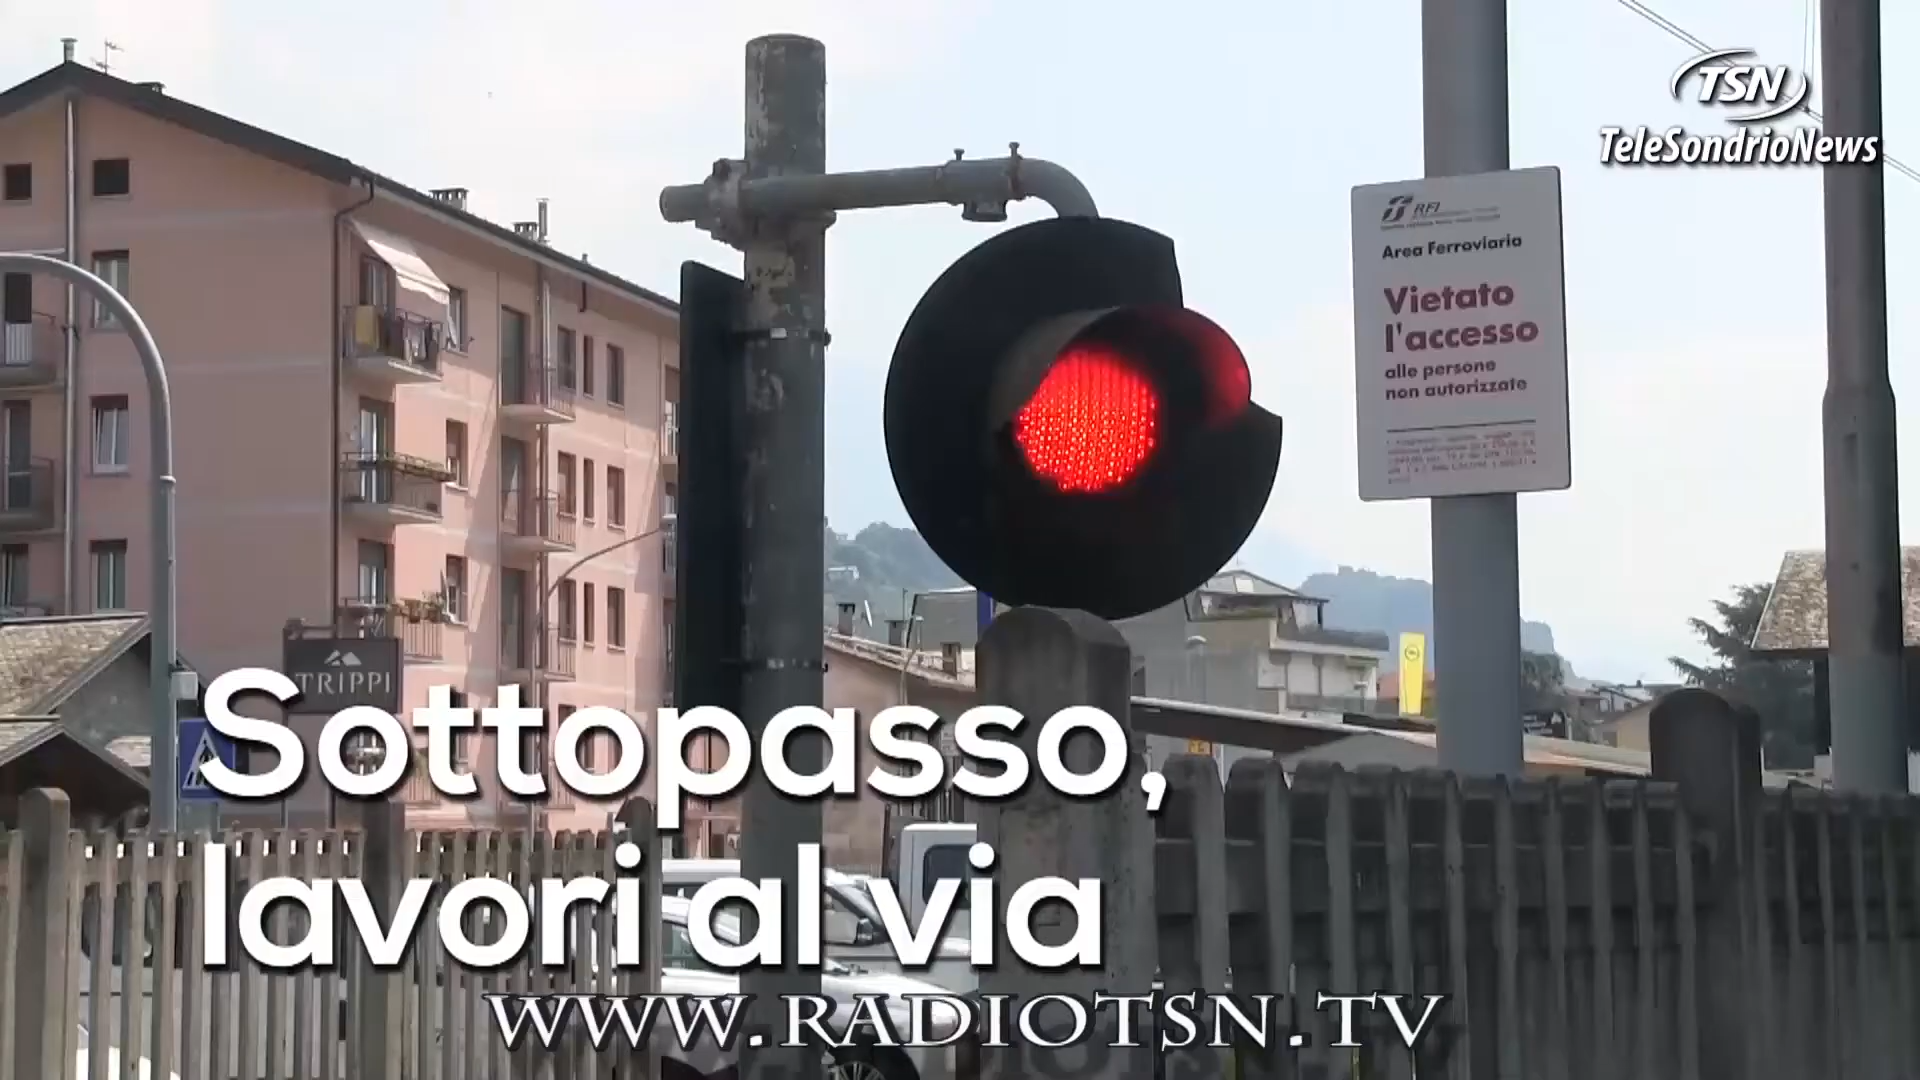 TSN
TeleSondrioNews
RFI
Area Ferroviaria
Vietato
l'accesso
alle persone
non autorizzate
TRIPPI
Sottopasso,
lavori al via
WWW.RADIOTSN.TV